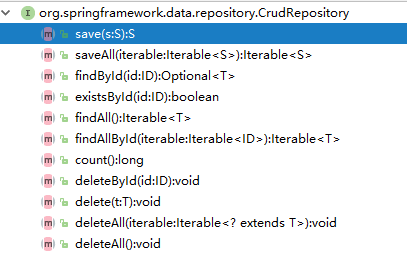 org.springframework.data.repository.CrudRepository
save(s:S):S
saveAll(iterable:Iterable<S>):Iterable<S>
findById(id:ID):Optional<T>
existsById(id:ID):boolean
findAll():Iterable<T>
findAllById(iterable:Iterable<ID>):Iterable<T>
count():long
deleteById(id:ID):void
delete(t:T):void
deleteAll(iterable:Iterable<? extends T>):void
deleteAll():void